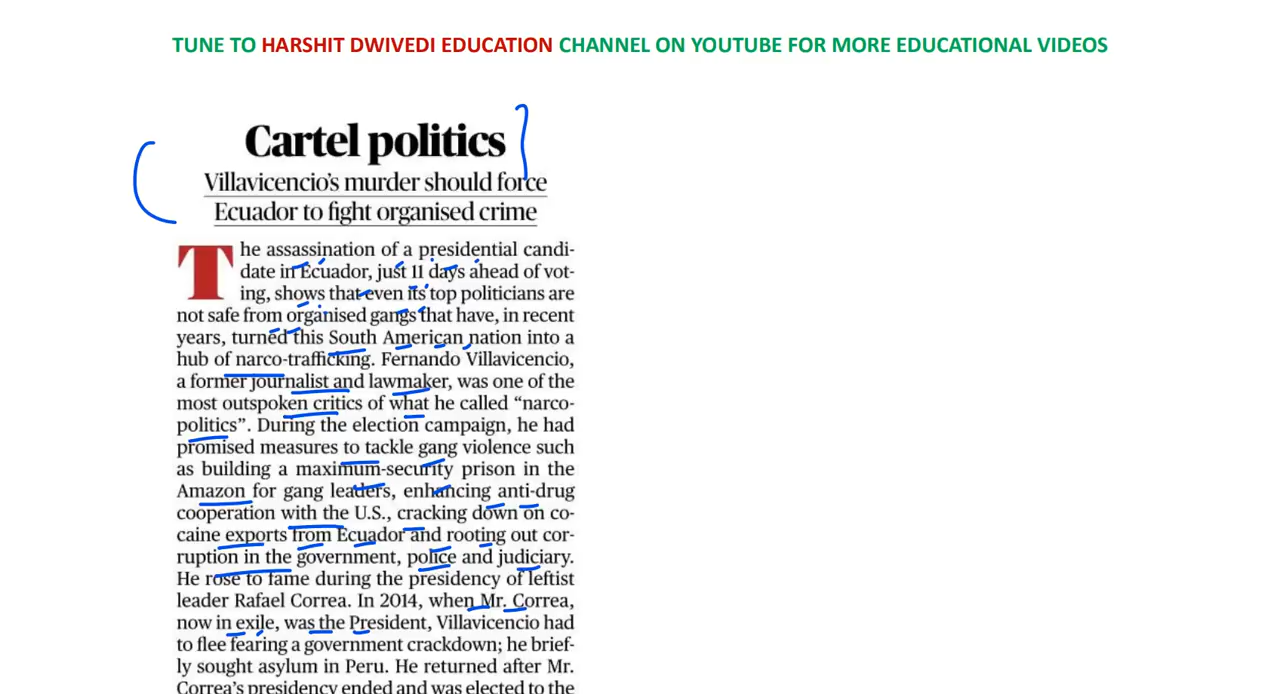 TUNE TO HARSHIT DWIVEDI EDUCATION CHANNEL ON YOUTUBE FOR MORE EDUCATIONAL VIDEOS
Cartel politics
Villavicencio's murder should force
Ecuador to fight organised crime
The assassination of a presidential candi-
date in Ecuador, just 11 days ahead of vot-
ing, shows that even its top politicians are
not safe from organised gangs that have, in recent
years, turned this South American nation into a
hub of narco-trafficking. Fernando Villavicencio,
a former journalist and lawmaker, was one of the
most outspoken critics of what he called “narco-
politics”. During the election campaign, he had
promised measures to tackle gang violence such
as building a maximum-security prison in the
Amazon for gang leaders, enhancing anti-drug
cooperation with the U.S., cracking down on co-
caine exports from Ecuador and rooting out cor-
ruption in the government, police and judiciary.
He rose to fame during the presidency of leftist
leader Rafael Correa. In 2014, when Mr. Correa,
now in exile, was the President, Villavicencio had
to flee fearing a government crackdown; he brief-
ly sought asylum in Peru. He returned after Mr.
Correa's presidency ended and was elected to the